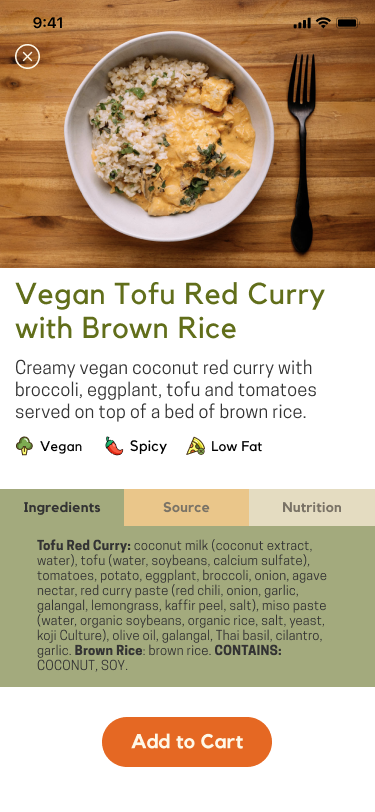 9:41
Vegan Tofu Red Curry
with Brown Rice
Creamy vegan coconut red curry with
broccoli, eggplant, tofu and tomatoes
served on top of a bed of brown rice.
Vegan Spicy Low Fat
Ingredients Source Nutrition
Tofu Red Curry: coconut milk (coconut extract,
water), tofu (water, soybeans, calcium sulfate),
tomatoes, potato, eggplant, broccoli, onion, agave
nectar, red curry paste (red chili, onion, garlic,
galangal, lemongrass, kaffir peel, salt), miso paste
(water, organic soybeans, organic rice, salt, yeast,
koji Culture), olive oil, galangal, Thai basil, cilantro,
garlic. Brown Rice: brown rice. CONTAINS:
COCONUT, SOY.
Add to Cart